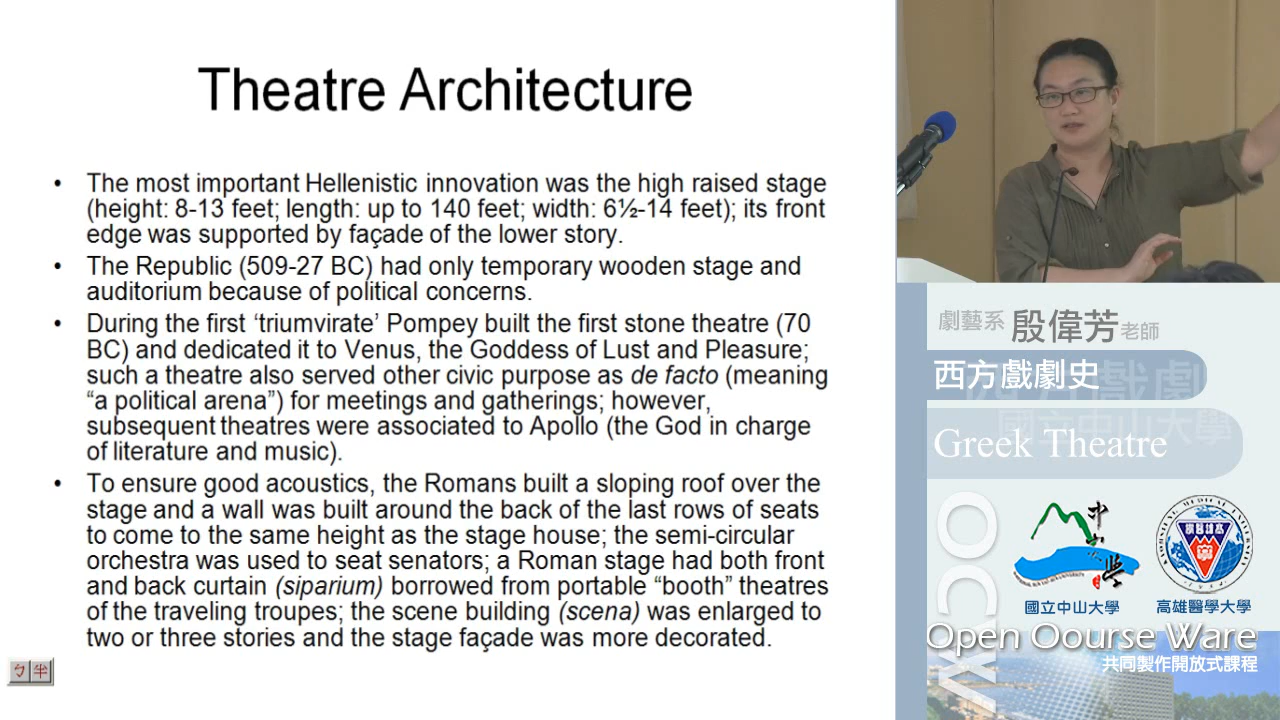 Theatre Architecture
• The most important Hellenistic innovation was the high raised stage
(height: 8-13 feet; length: up to 140 feet; width: 6½-14 feet); its front
edge was supported by façade of the lower story.
• The Republic (509-27 BC) had only temporary wooden stage and
auditorium because of political concerns.
• During the first ‘triumvirate’ Pompey built the first stone theatre (70
BC) and dedicated it to Venus, the Goddess of Lust and Pleasure;
such a theatre also served other civic purpose as de facto (meaning
“a political arena”) for meetings and gatherings; however,
subsequent theatres were associated to Apollo (the God in charge
of literature and music).
• To ensure good acoustics, the Romans built a sloping roof over the
stage and a wall was built around the back of the last rows of seats
to come to the same height as the stage house; the semi-circular
orchestra was used to seat senators; a Roman stage had both front
and back curtain (siparium) borrowed from portable “booth” theatres
of the traveling troupes; the scene building (scena) was enlarged to
two or three stories and the stage façade was more decorated.
ㄅ半
劇藝系 殷偉芳老師
西方戲劇史
國立中山大學
Greek Theatre
OCW
國立中山大學
高雄醫學大學
Open Oourse Ware
共同製作開放式課程